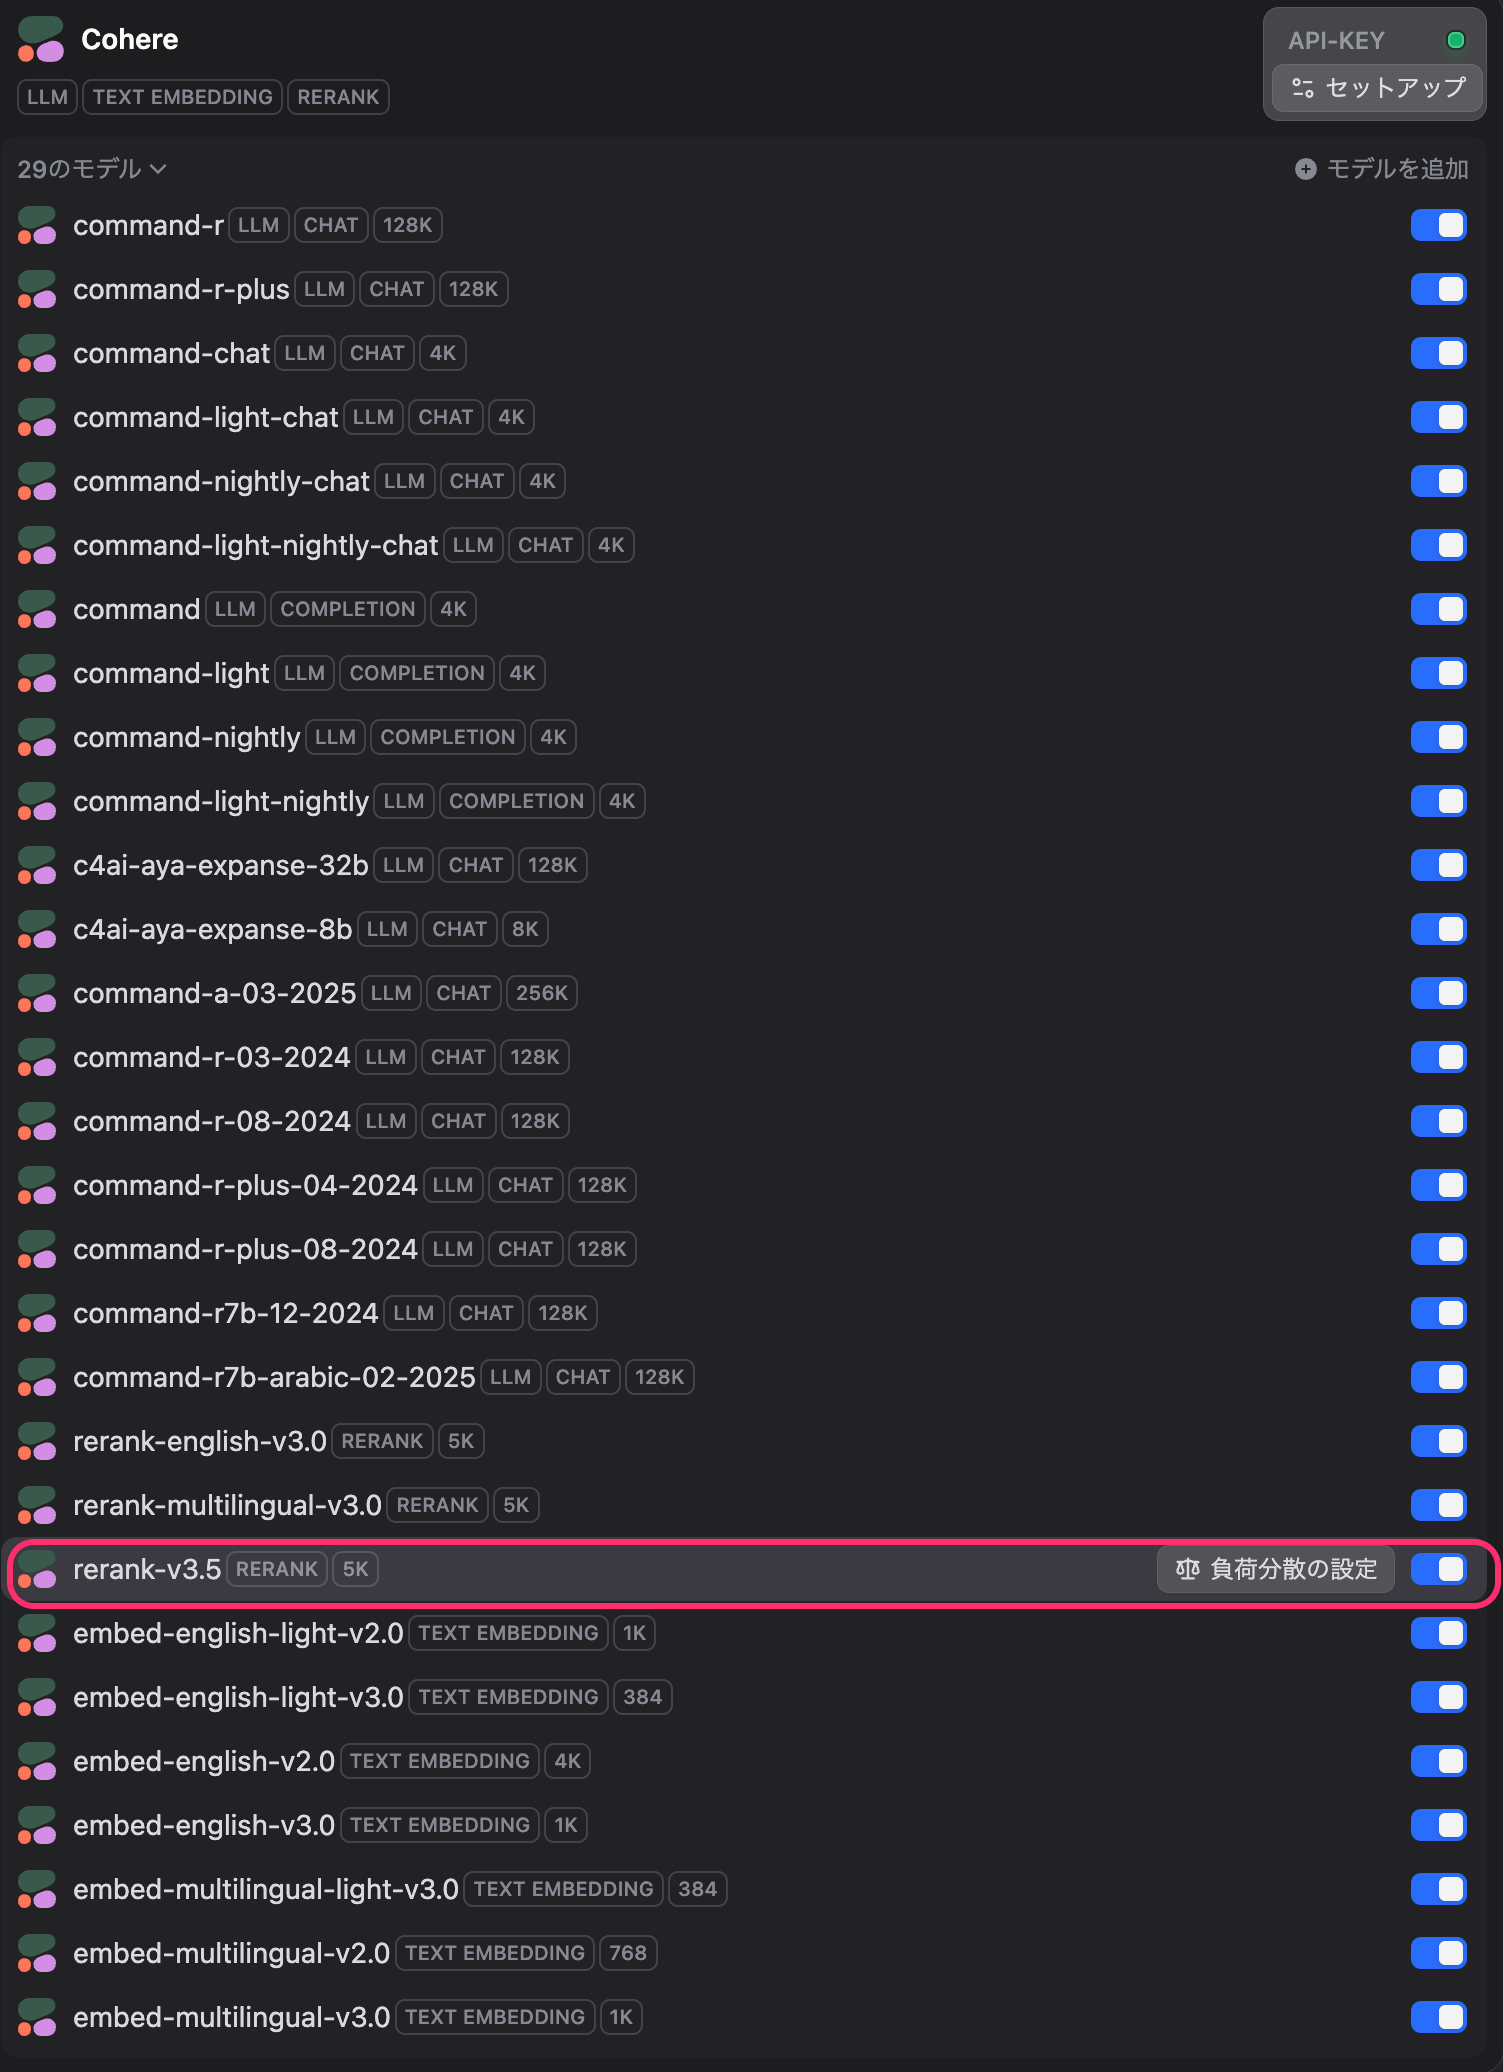 Cohere
API-KEY
LLM TEXT EMBEDDING RERANK
セットアップ
29のモデル
モデルを追加
command-r LLM CHAT 128K
command-r-plus LLM CHAT 128K
command-chat LLM CHAT 4K
command-light-chat LLM CHAT 4K
command-nightly-chat LLM CHAT 4K
command-light-nightly-chat LLM CHAT 4K
command LLM COMPLETION 4K
command-light LLM COMPLETION 4K
command-nightly LLM COMPLETION 4K
command-light-nightly LLM COMPLETION 4K
c4ai-aya-expanse-32b LLM CHAT 128K
c4ai-aya-expanse-8b LLM CHAT 8K
command-a-03-2025 LLM CHAT 256K
command-r-03-2024 LLM CHAT 128K
command-r-08-2024 LLM CHAT 128K
command-r-plus-04-2024 LLM CHAT 128K
command-r-plus-08-2024 LLM CHAT 128K
command-r7b-12-2024 LLM CHAT 128K
command-r7b-arabic-02-2025 LLM CHAT 128K
rerank-english-v3.0 RERANK 5K
rerank-multilingual-v3.0 RERANK 5K
rerank-v3.5 RERANK 5K 負荷分散の設定
embed-english-light-v2.0 TEXT EMBEDDING 1K
embed-english-light-v3.0 TEXT EMBEDDING 384
embed-english-v2.0 TEXT EMBEDDING 4K
embed-english-v3.0 TEXT EMBEDDING 1K
embed-multilingual-light-v3.0 TEXT EMBEDDING 384
embed-multilingual-v2.0 TEXT EMBEDDING 768
embed-multilingual-v3.0 TEXT EMBEDDING 1K